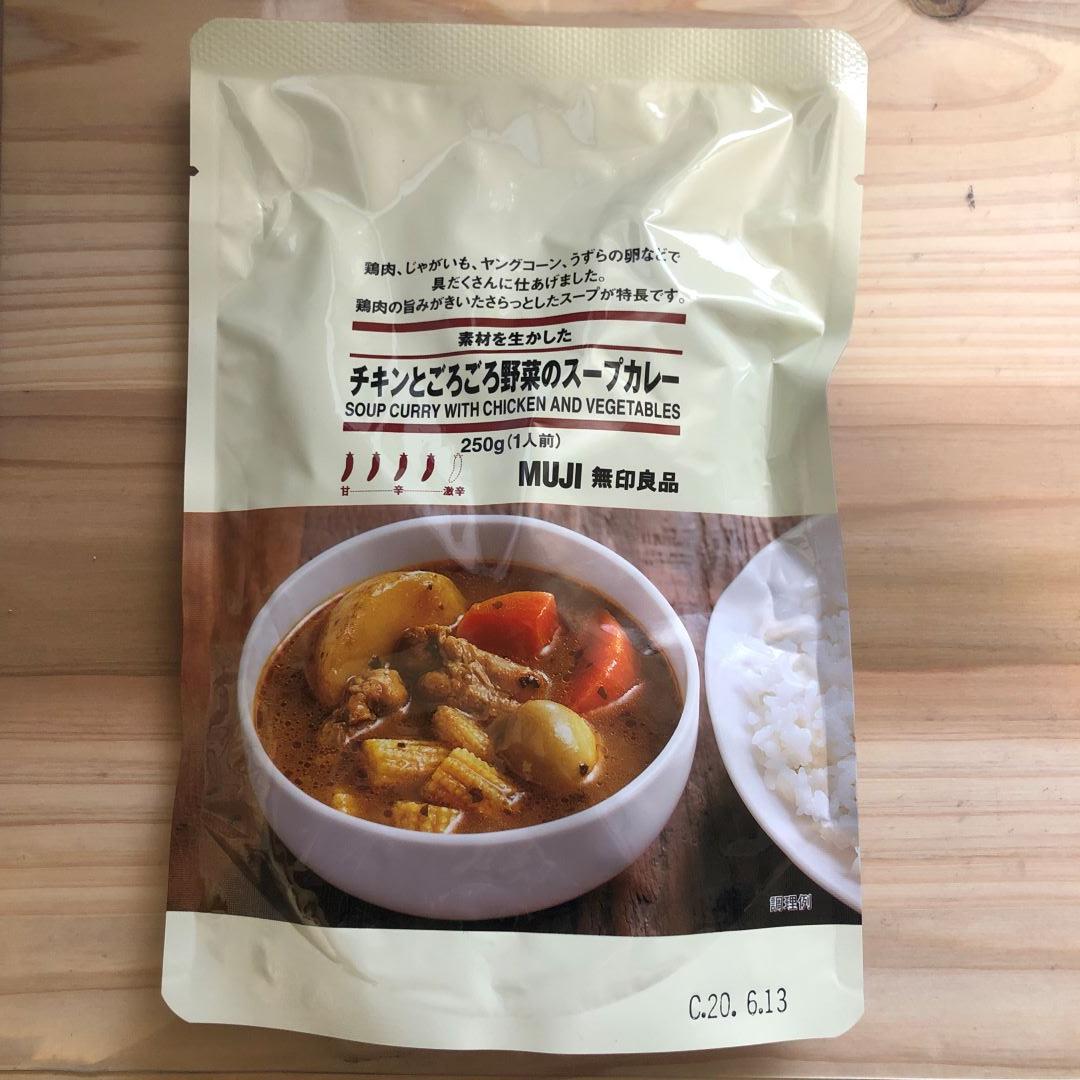 鶏肉、じゃがいも、ヤングコーン、うずらの卵などで
具だくさんに仕あげました。
鶏肉の旨みがきいたさらっとしたスープが特長です。
素材を生かした
チキンとごろごろ野菜のスープカレー
SOUP CURRY WITH CHICKEN AND VEGETABLES
250g(1人前)
甘 辛 激辛
MUJI 無印良品
調理例
C.20. 6.13